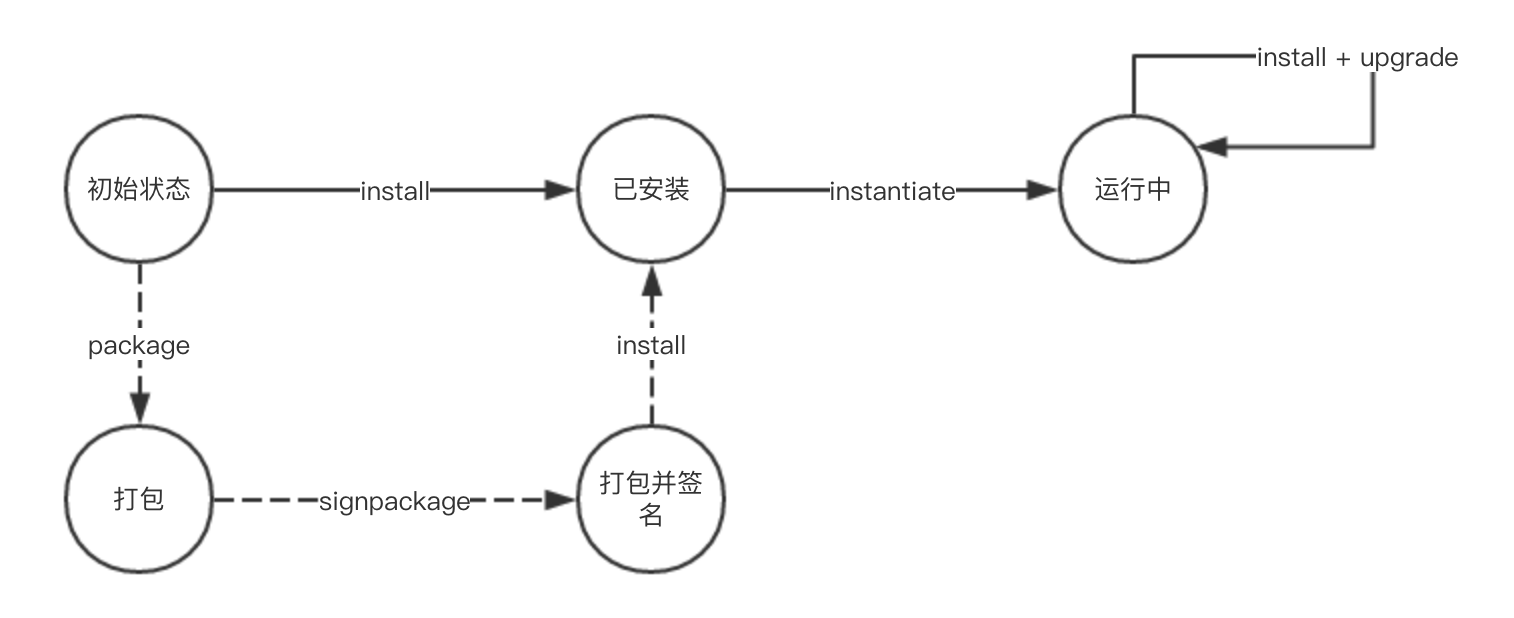 install + upgrade
初始状态
install
已安装
instantiate
运行中
package
install
打包
signpackage
打包并签
名